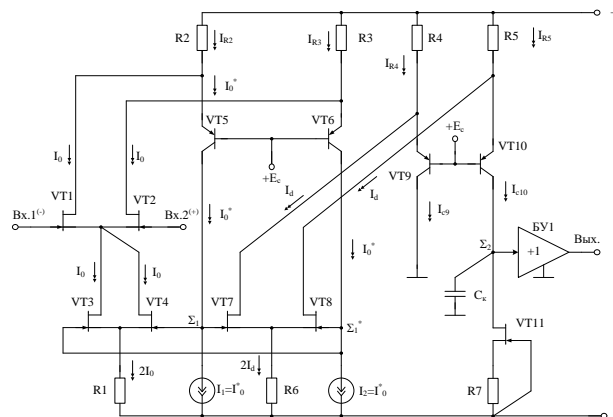 +
R2
I_R2
I_R3
R3
R4
I_R4
R5
I_R5
I_0^*
VT5
VT6
+E_c
VT9
VT10
+E_c
I_0
I_0
VT1
VT2
Вх.1^(-)
Вх.2^(+)
I_d
I_d
I_c9
I_c10
I_0^*
I_0^*
Σ_2
БУ1
+1
Вых.
I_0
I_0
VT3
VT4
Σ_1
VT7
VT8
Σ_1^*
C_к
VT11
R1
2I_0
I_1=I_0^*
2I_d
R6
I_2=I_0^*
R7